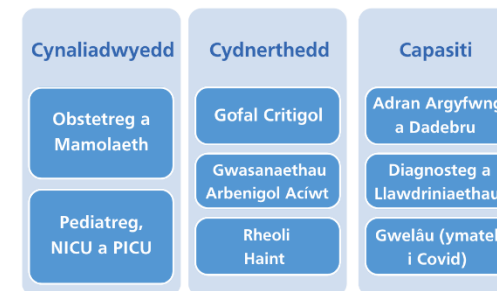 Cynaliadwyedd
Obstetreg a
Mamolaeth
Pediatreg,
NICU a PICU
Cydnerthedd
Gofal Critigol
Gwasanaethau
Arbenigol Acíwt
Rheoli
Haint
Capasiti
Adran Argyfwng
a Dadebru
Diagnosteg a
Llawdriniaethau
Gwelâu (ymateb
i Covid)